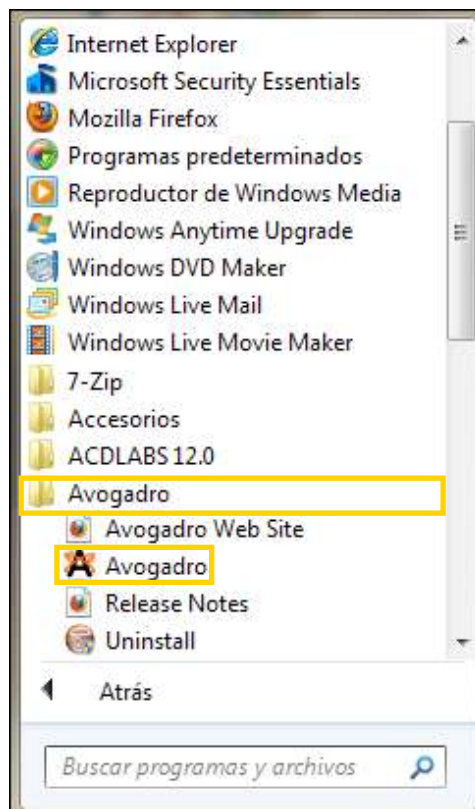 Internet Explorer
Microsoft Security Essentials
Mozilla Firefox
Programas predeterminados
Reproductor de Windows Media
Windows Anytime Upgrade
Windows DVD Maker
Windows Live Mail
Windows Live Movie Maker
7-Zip
Accesorios
ACDLABS 12.0
Avogadro
Avogadro Web Site
Avogadro
Release Notes
Uninstall
Atrás
Buscar programas y archivos